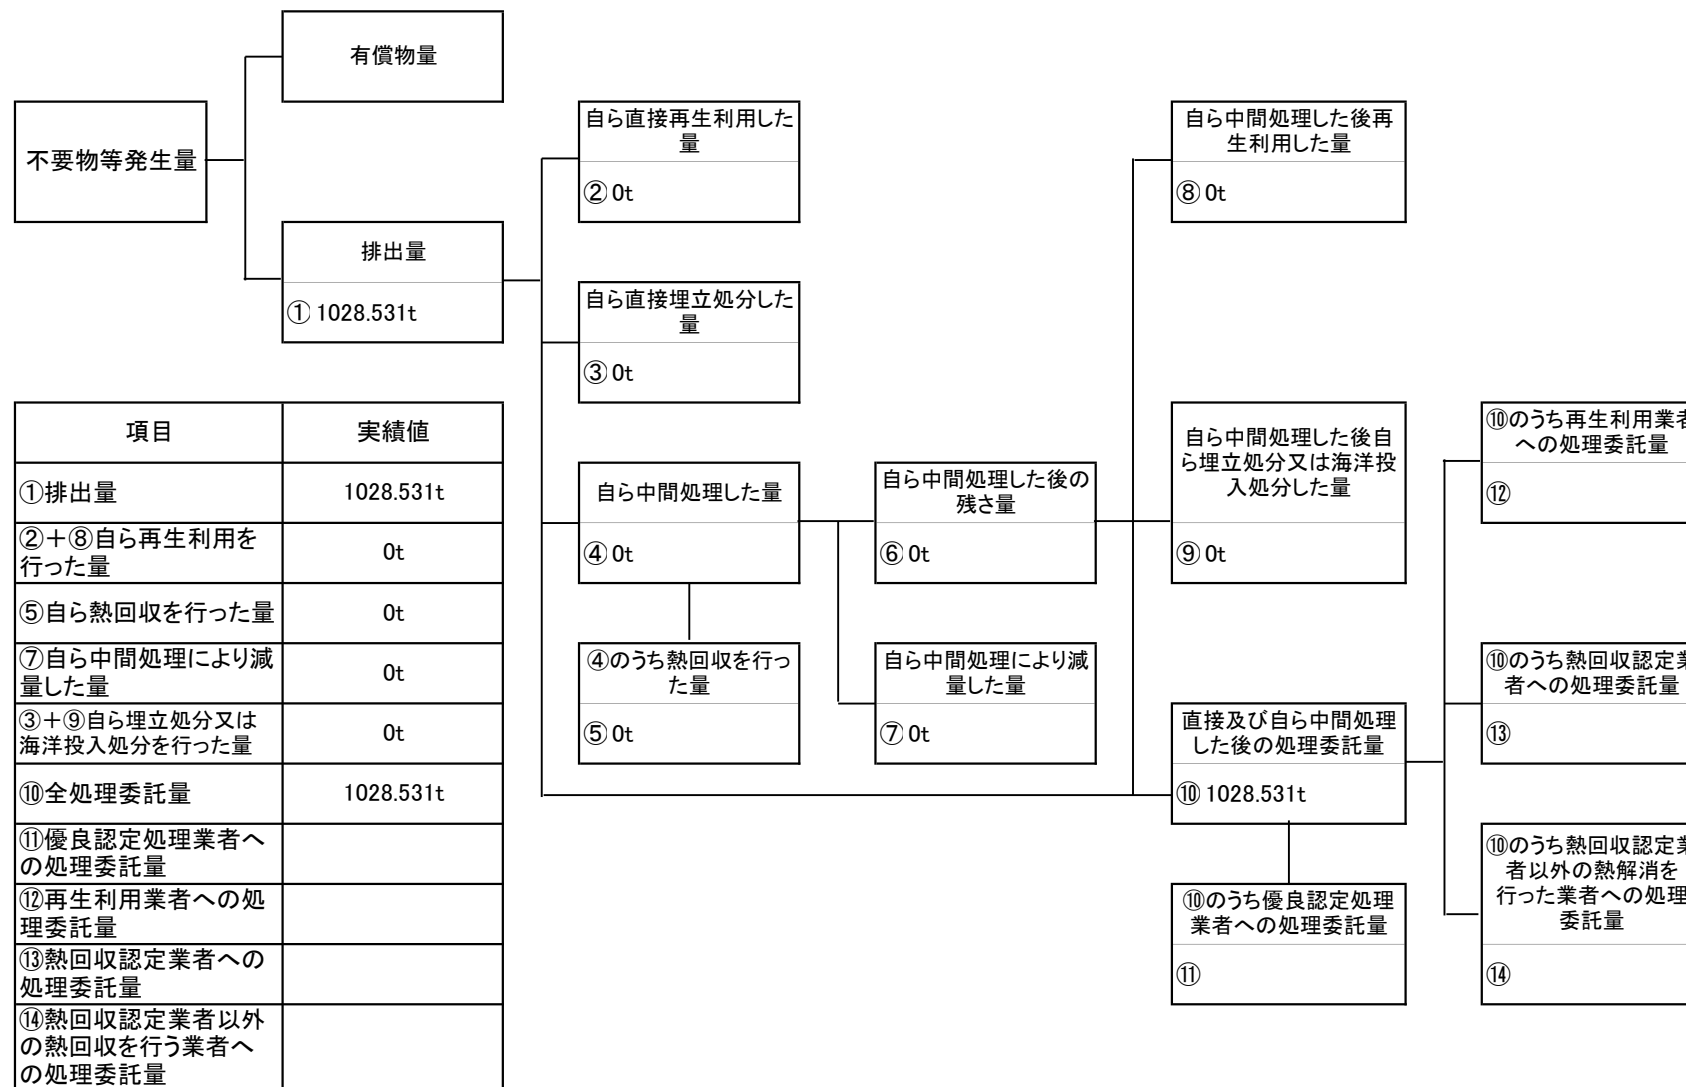 有償物量
不要物等発生量
排出量
① 1028.531t
自ら直接再生利用した
量
② 0t
自ら直接埋立処分した
量
③ 0t
自ら中間処理した量
④ 0t
④のうち熱回収を行っ
た量
⑤ 0t
自ら中間処理した後の
残さ量
⑥ 0t
自ら中間処理により減
量した量
⑦ 0t
自ら中間処理した後再
生利用した量
⑧ 0t
自ら中間処理した後自
ら埋立処分又は海洋投
入処分した量
⑨ 0t
直接及び自ら中間処理
した後の処理委託量
⑩ 1028.531t
⑩のうち優良認定処理
業者への処理委託量
⑪
⑩のうち再生利用業者
への処理委託量
⑫
⑩のうち熱回収認定業
者への処理委託量
⑬
⑩のうち熱回収認定業
者以外の熱解消を
行った業者への処理
委託量
⑭
項目 実績値
①排出量 1028.531t
②＋⑧自ら再生利用を
行った量 0t
⑤自ら熱回収を行った量 0t
⑦自ら中間処理により減
量した量 0t
③＋⑨自ら埋立処分又は
海洋投入処分を行った量 0t
⑩全処理委託量 1028.531t
⑪優良認定処理業者へ
の処理委託量
⑫再生利用業者への処
理委託量
⑬熱回収認定業者への
処理委託量
⑭熱回収認定業者以外
の熱回収を行う業者へ
の処理委託量